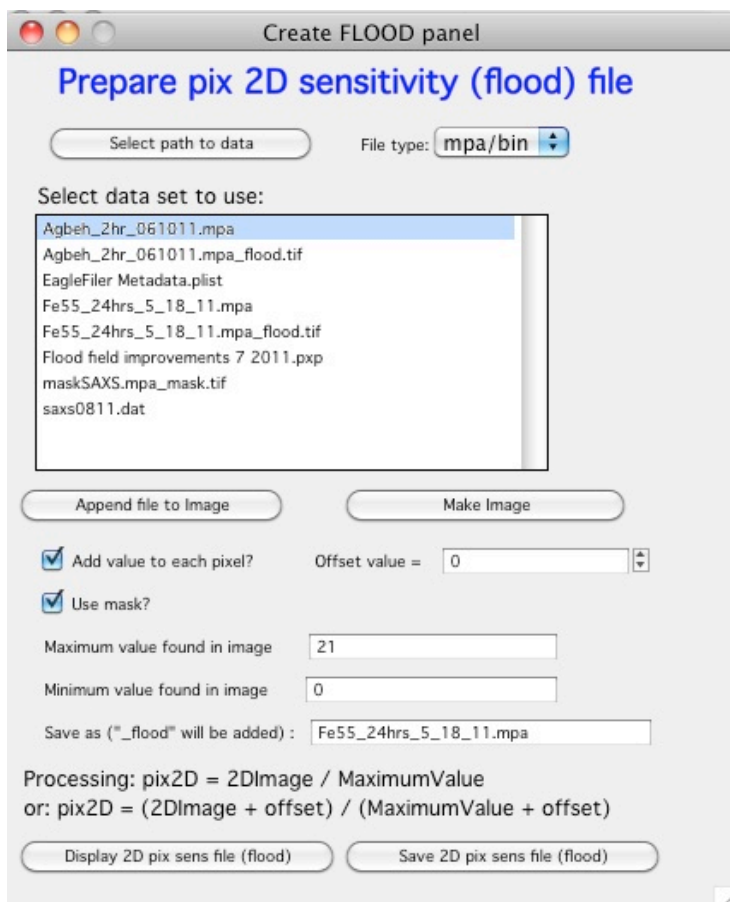 Create FLOOD panel
Prepare pix 2D sensitivity (flood) file
Select path to data
File type: mpa/bin
Select data set to use:
Agbeh_2hr_061011.mpa
Agbeh_2hr_061011.mpa_flood.tif
EagleFiler Metadata.plist
Fe55_24hrs_5_18_11.mpa
Fe55_24hrs_5_18_11.mpa_flood.tif
Flood field improvements 7 2011.pxp
maskSAXS.mpa_mask.tif
saxs0811.dat
Append file to Image Make Image
Add value to each pixel? Offset value = 0
Use mask?
Maximum value found in image 21
Minimum value found in image 0
Save as ("_flood" will be added) : Fe55_24hrs_5_18_11.mpa
Processing: pix2D = 2DImage / MaximumValue
or: pix2D = (2DImage + offset) / (MaximumValue + offset)
Display 2D pix sens file (flood) Save 2D pix sens file (flood)